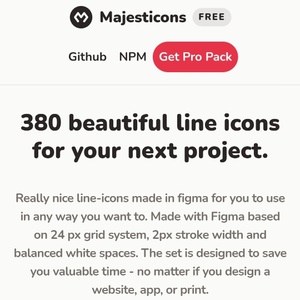 Majesticons FREE
Github NPM Get Pro Pack
380 beautiful line icons
for your next project.
Really nice line-icons made in figma for you to use
in any way you want to. Made with Figma based
on 24 px grid system, 2px stroke width and
balanced white spaces. The set is designed to save
you valuable time - no matter if you design a
website, app, or print.